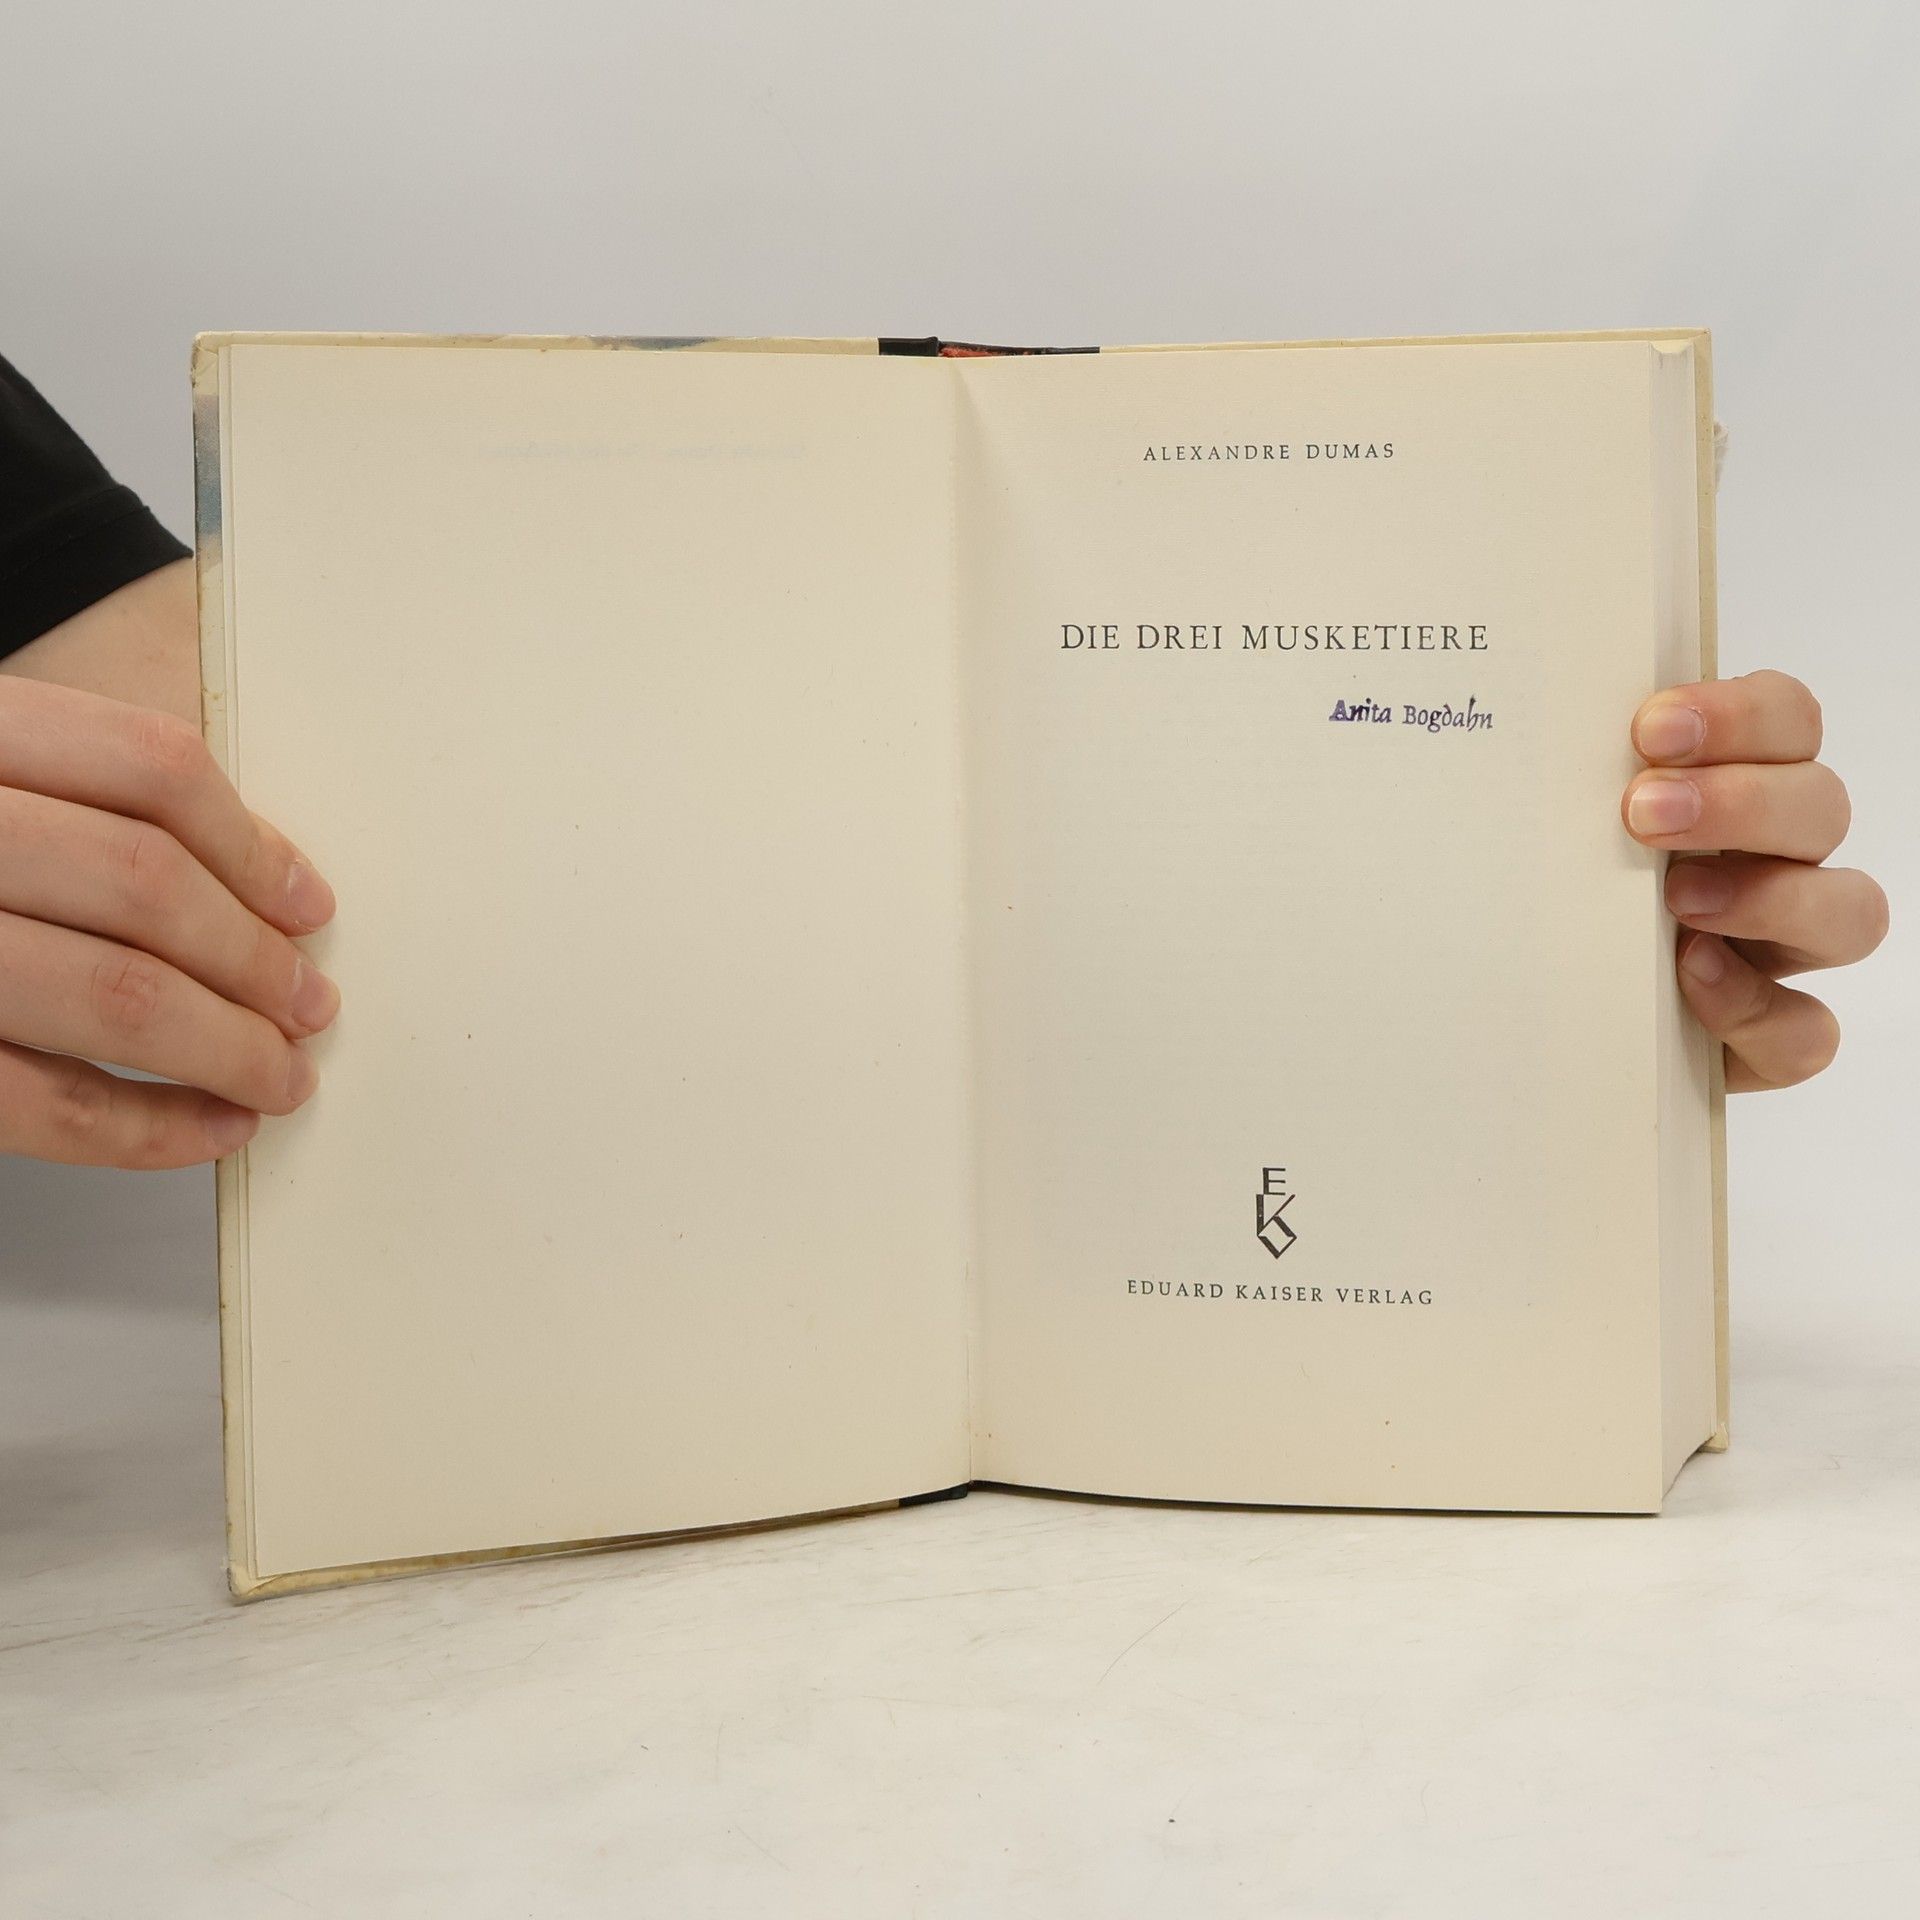 ALEXANDRE DUMAS
DIE DREI MUSKETIERE
Anita Bogdahn
EK
EDUARD KAISER VERLAG